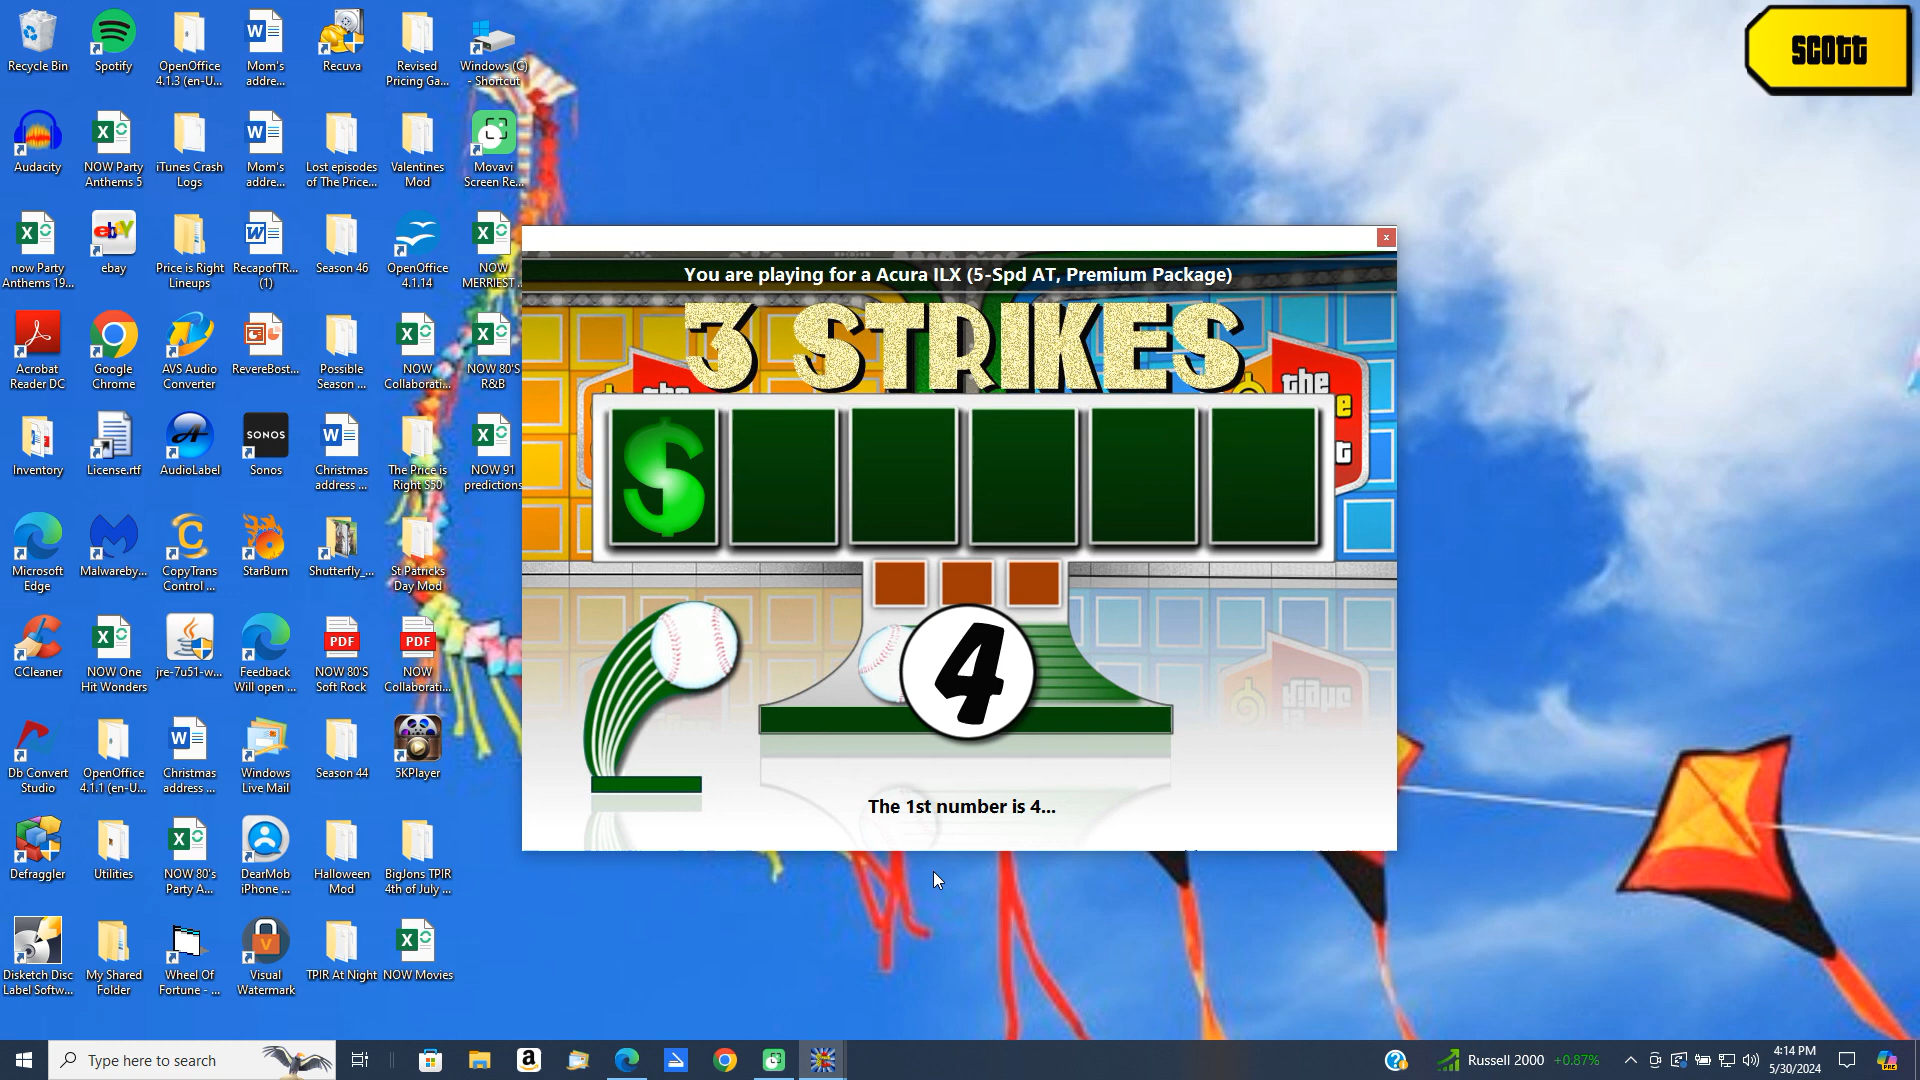 SCOTT
Recycle Bin
Spotify
OpenOffice
4.1.3 (en-U...
Mom's
addre...
Recuva
Revised
Pricing Ga...
Windows (C)
- Shortcut
Audacity
NOW Party
Anthems 5
iTunes Crash
Logs
Mom's
addre...
Lost episodes
of The Price...
Valentines
Mod
Movavi
Screen Re...
now Party
Anthems 19...
ebay
Price is Right
Lineups
RecapofTR...
(1)
Season 46
OpenOffice
4.1.14
NOW
MERRIEST ...
Acrobat
Reader DC
Google
Chrome
AVS Audio
Converter
RevereBost...
Possible
Season ...
NOW
Collaborati...
NOW 80'S
R&B
Inventory
License.rtf
AudioLabel
SONOS
Sonos
Christmas
address ...
The Price is
Right S50
NOW 91
predictions
Microsoft
Edge
Malwareby...
CopyTrans
Control ...
StarBurn
Shutterfly_...
St Patricks
Day Mod
CCleaner
NOW One
Hit Wonders
jre-7u51-w...
Feedback
Will open ...
PDF
NOW 80'S
Soft Rock
PDF
NOW
Collaborati...
Db Convert
Studio
OpenOffice
4.1.1 (en-U...
Christmas
address ...
Windows
Live Mail
Season 44
5KPlayer
Defraggler
Utilities
NOW 80's
Party A...
DearMob
iPhone ...
Halloween
Mod
BigJons TPIR
4th of July ...
Disketch Disc
Label Softw...
My Shared
Folder
Wheel Of
Fortune - ...
Visual
Watermark
TPIR At Night
NOW Movies
You are playing for a Acura ILX (5-Spd AT, Premium Package)
3 STRIKES
the
the
$
4
The 1st number is 4...
Type here to search
Russell 2000 +0.87%
4:14 PM
5/30/2024